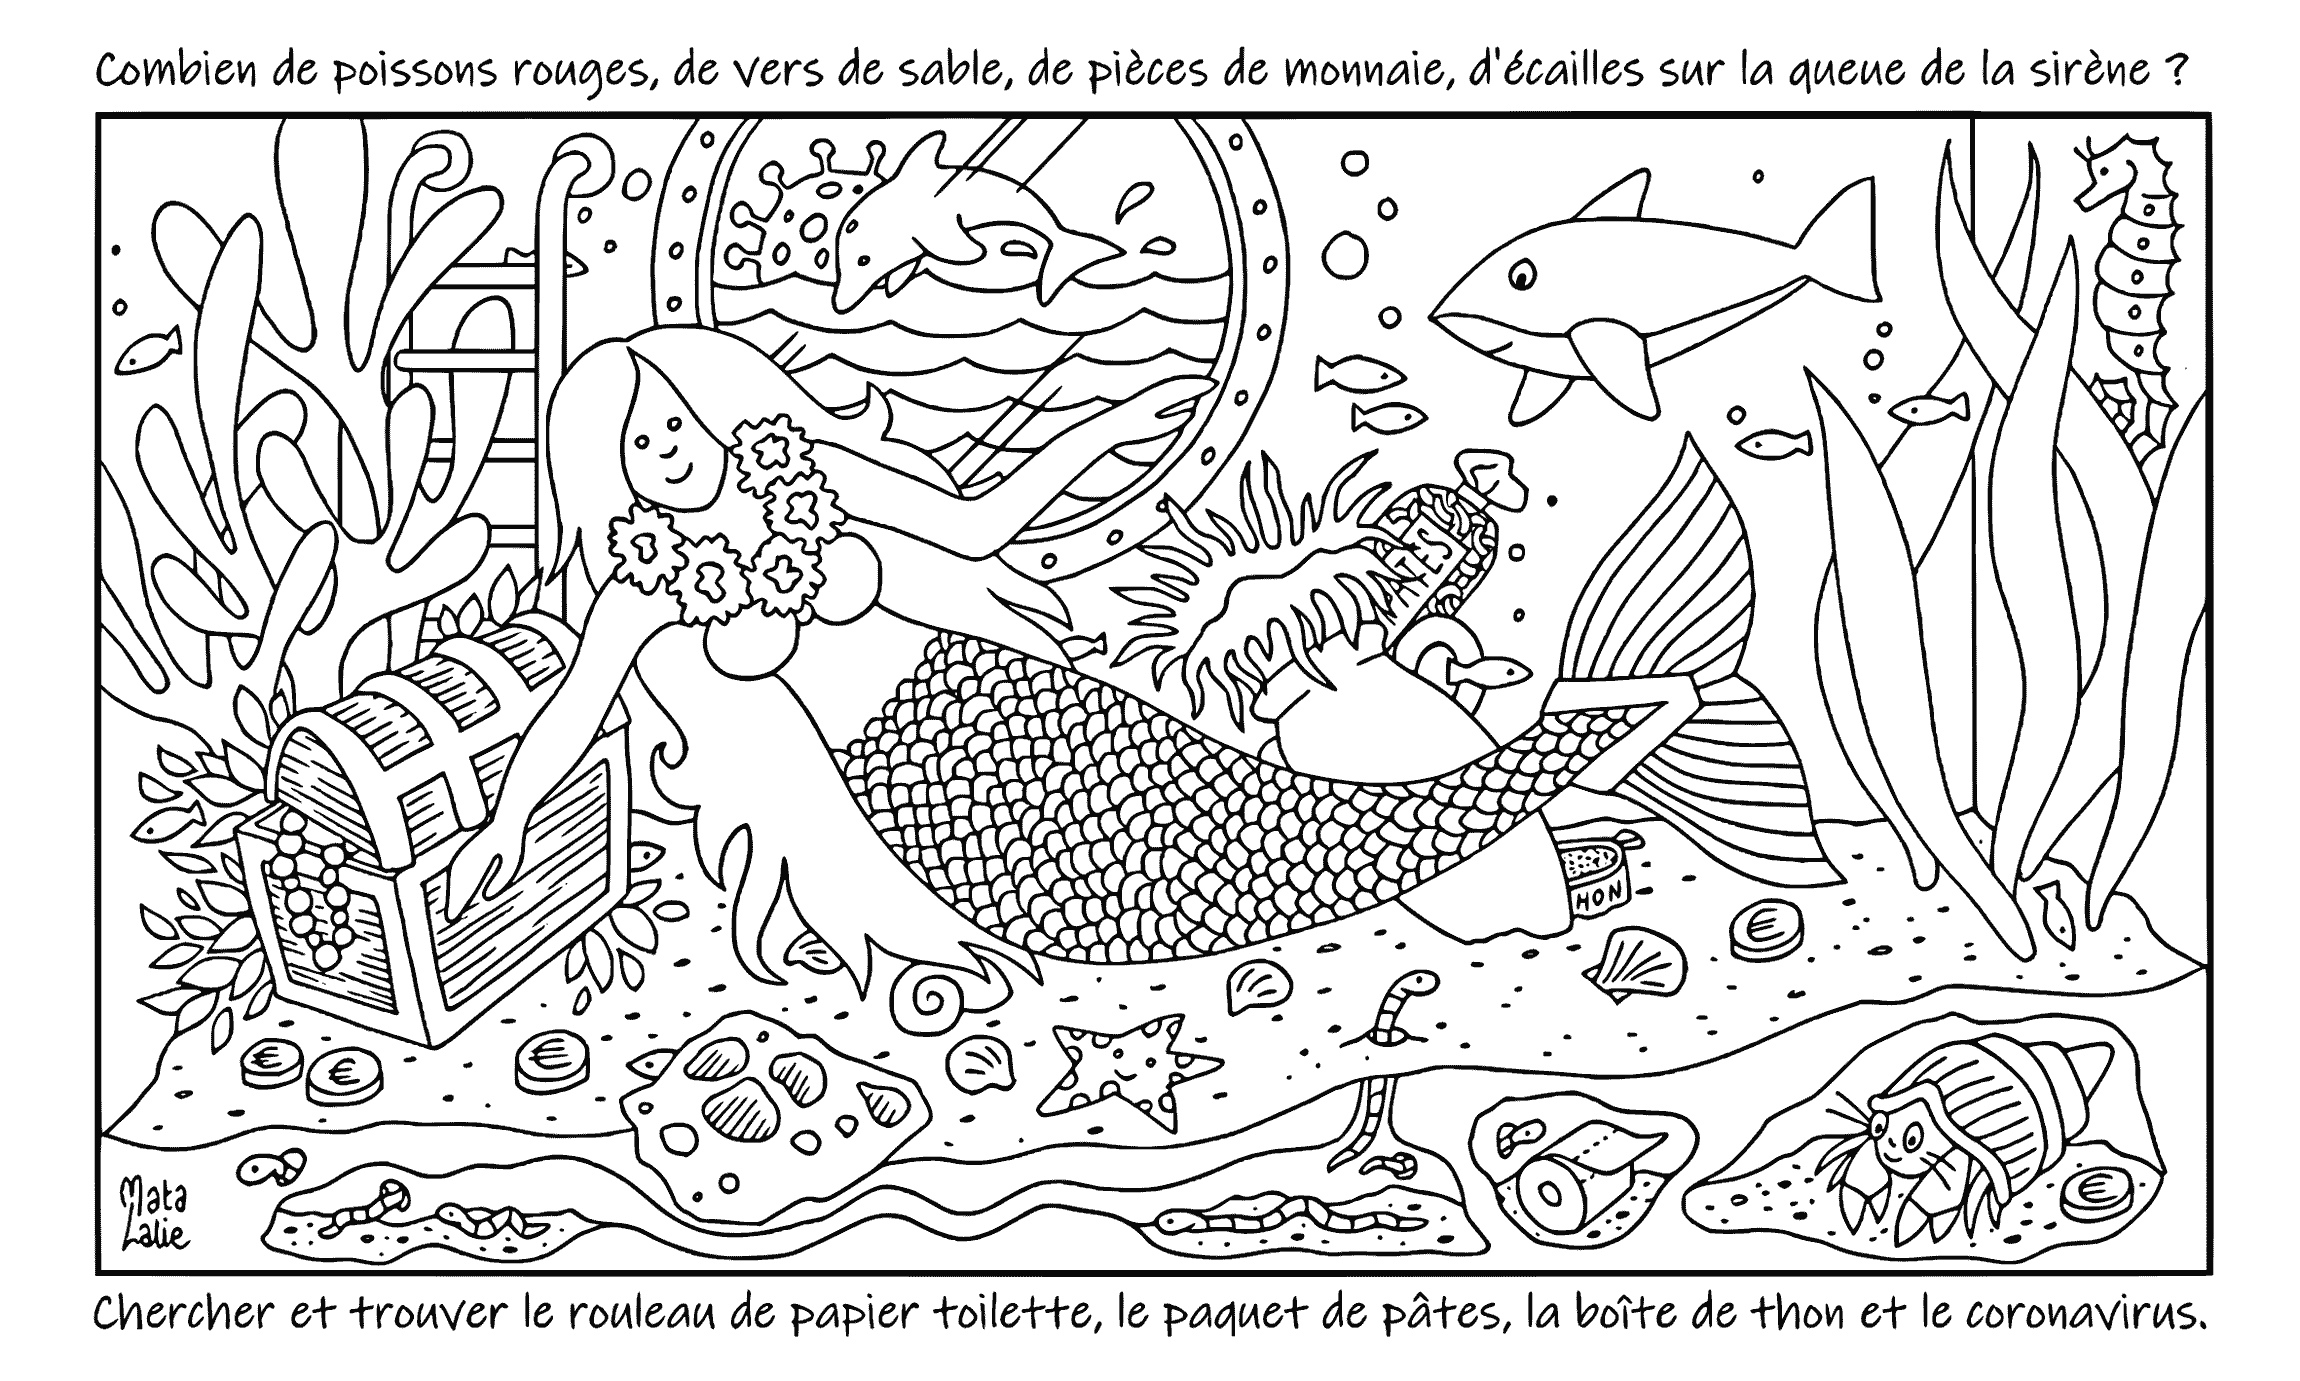 Combien de poissons rouges, de vers de sable, de pièces de monnaie, d'écailles sur la queue de la sirène ?
PATES
HON
€
€
€
€
€
Mata
Lalie
Chercher et trouver le rouleau de papier toilette, le paquet de pâtes, la boîte de thon et le coronavirus.